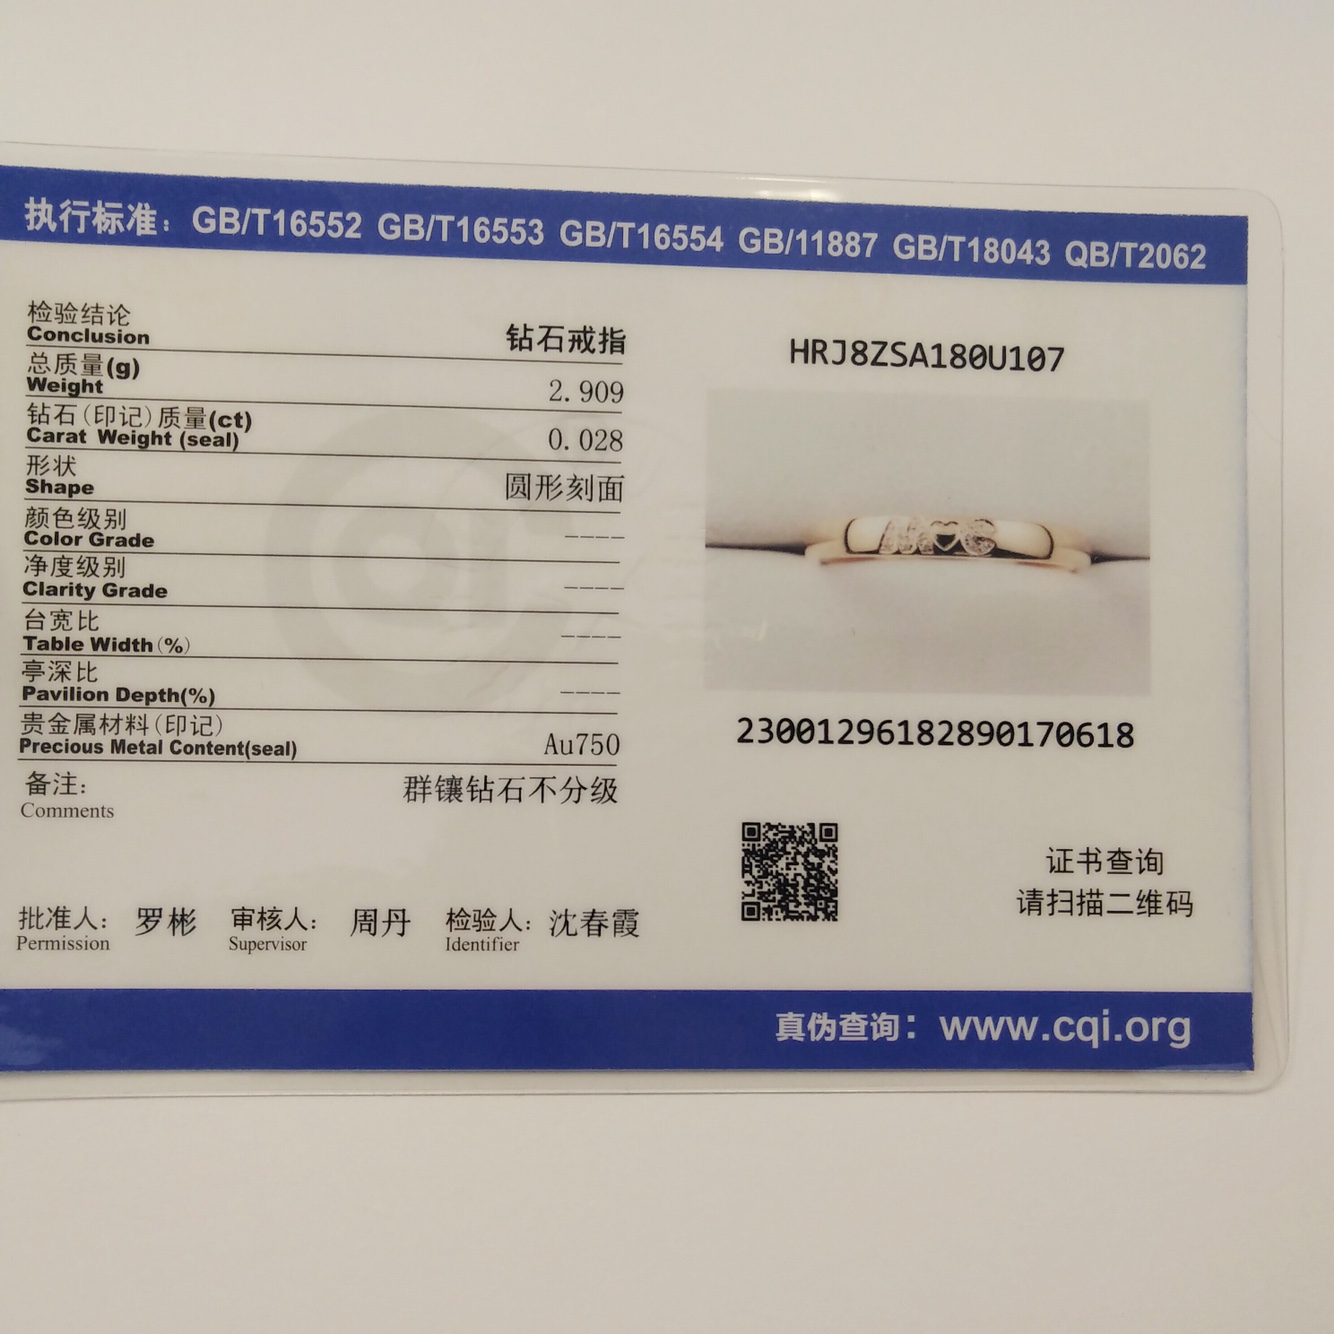 执行标准：GB/T16552 GB/T16553 GB/T16554 GB/11887 GB/T18043 QB/T2062
检验结论
Conclusion 钻石戒指
总质量(g)
Weight 2.909
钻石(印记)质量(ct)
Carat Weight (seal) 0.028
形状
Shape 圆形刻面
颜色级别
Color Grade ----
净度级别
Clarity Grade ----
台宽比
Table Width(%) ----
亭深比
Pavilion Depth(%) ----
贵金属材料(印记)
Precious Metal Content(seal) Au750
备注: 群镶钻石不分级
Comments
批准人: 罗彬 审核人: 周丹 检验人: 沈春霞
Permission Supervisor Identifier
HRJ8ZSA180U107
23001296182890170618
证书查询
请扫描二维码
真伪查询：www.cqi.org